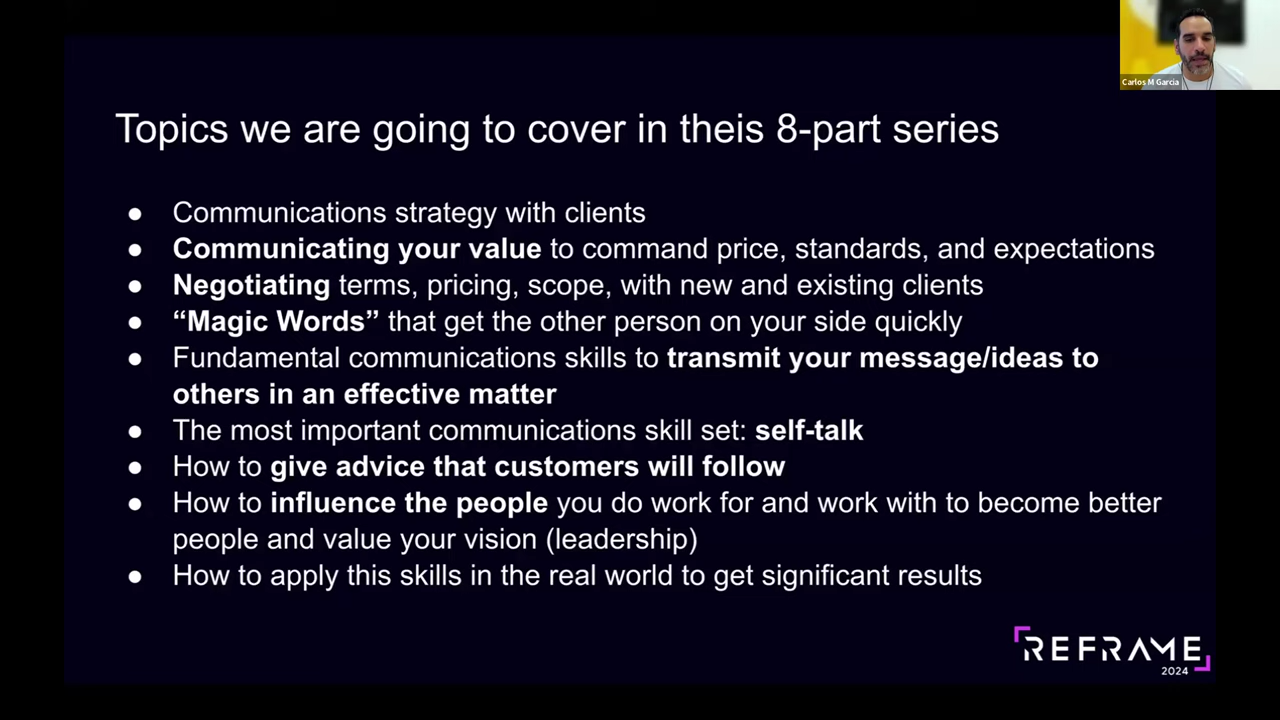 Carlos M Garcia
Topics we are going to cover in theis 8-part series
● Communications strategy with clients
● Communicating your value to command price, standards, and expectations
● Negotiating terms, pricing, scope, with new and existing clients
● “Magic Words” that get the other person on your side quickly
● Fundamental communications skills to transmit your message/ideas to
others in an effective matter
● The most important communications skill set: self-talk
● How to give advice that customers will follow
● How to influence the people you do work for and work with to become better
people and value your vision (leadership)
● How to apply this skills in the real world to get significant results
REFRAME
2024